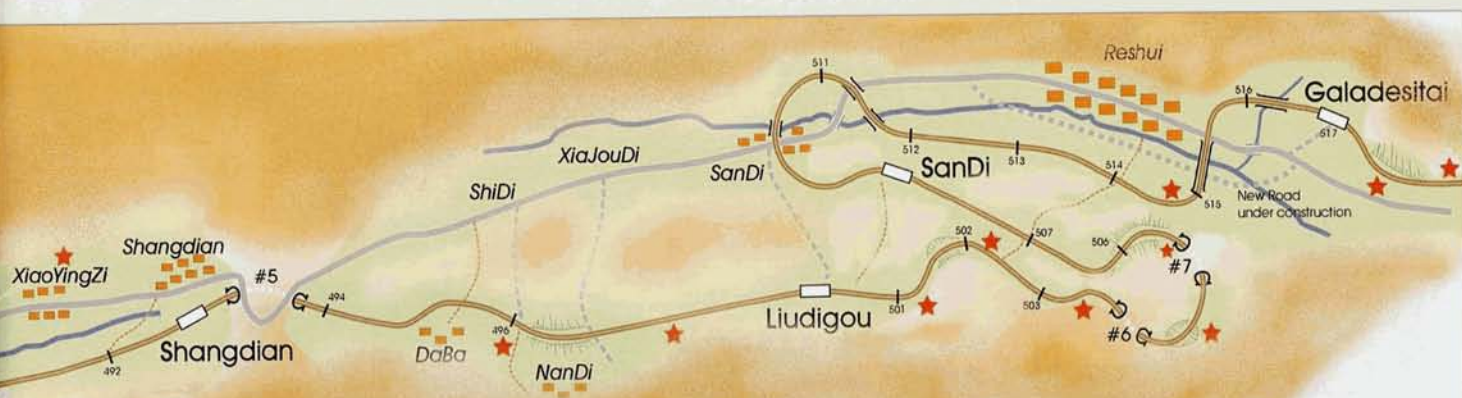 511
Reshui
516
Galadesitai
517
XiaJouDi
SanDi
512
SanDi
513
514
515
New Road
under construction
ShiDi
Shangdian
XiaoYingZi
#5
502
507
506
#7
494
496
Liudigou
501
503
#6
Shangdian
492
DaBa
NanDi